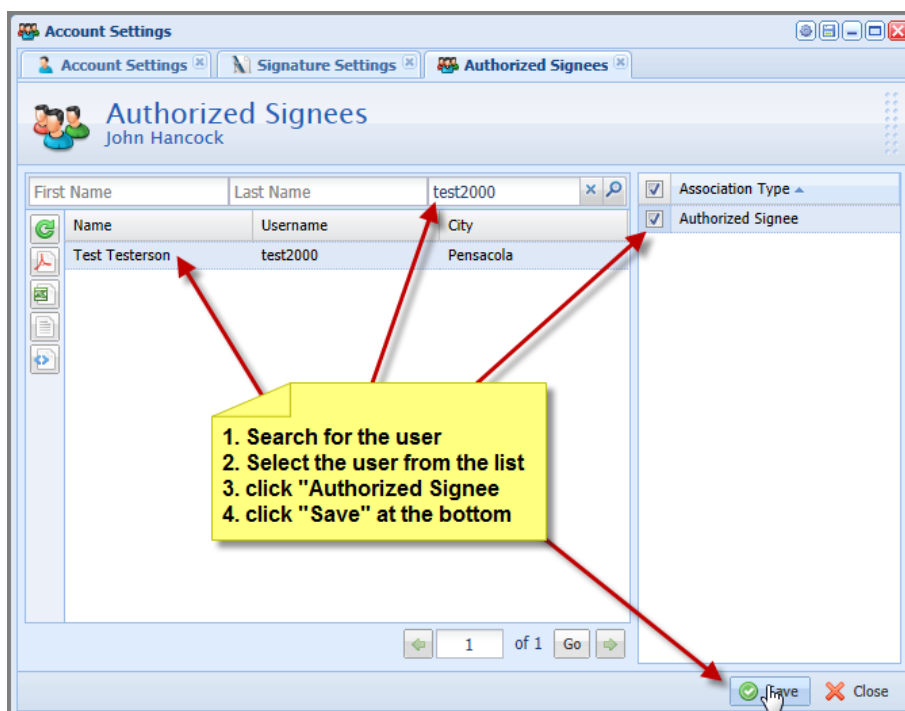 Account Settings
Account Settings Signature Settings Authorized Signees
Authorized Signees
John Hancock
First Name Last Name test2000
Association Type
Name Username City
Authorized Signee
Test Testerson test2000 Pensacola
1. Search for the user
2. Select the user from the list
3. click "Authorized Signee
4. click "Save" at the bottom
1 of 1 Go
Save Close